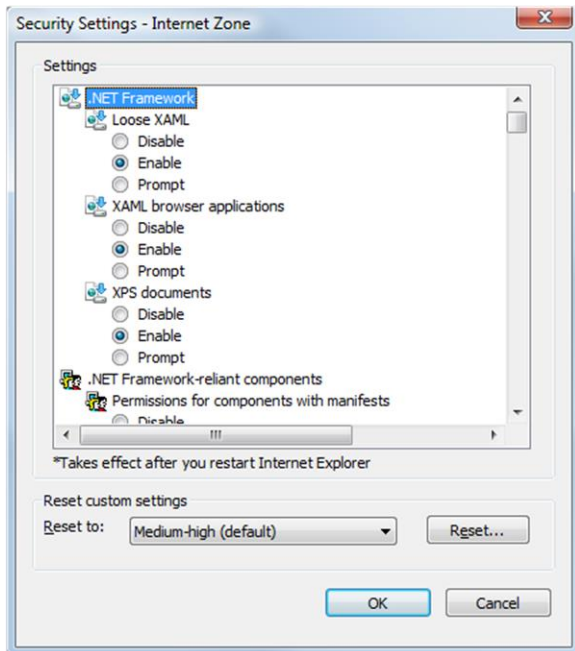 Security Settings - Internet Zone
Settings
.NET Framework
Loose XAML
Disable
Enable
Prompt
XAML browser applications
Disable
Enable
Prompt
XPS documents
Disable
Enable
Prompt
.NET Framework-reliant components
Permissions for components with manifests
Disable
*Takes effect after you restart Internet Explorer
Reset custom settings
Reset to: Medium-high (default) Reset...
OK Cancel